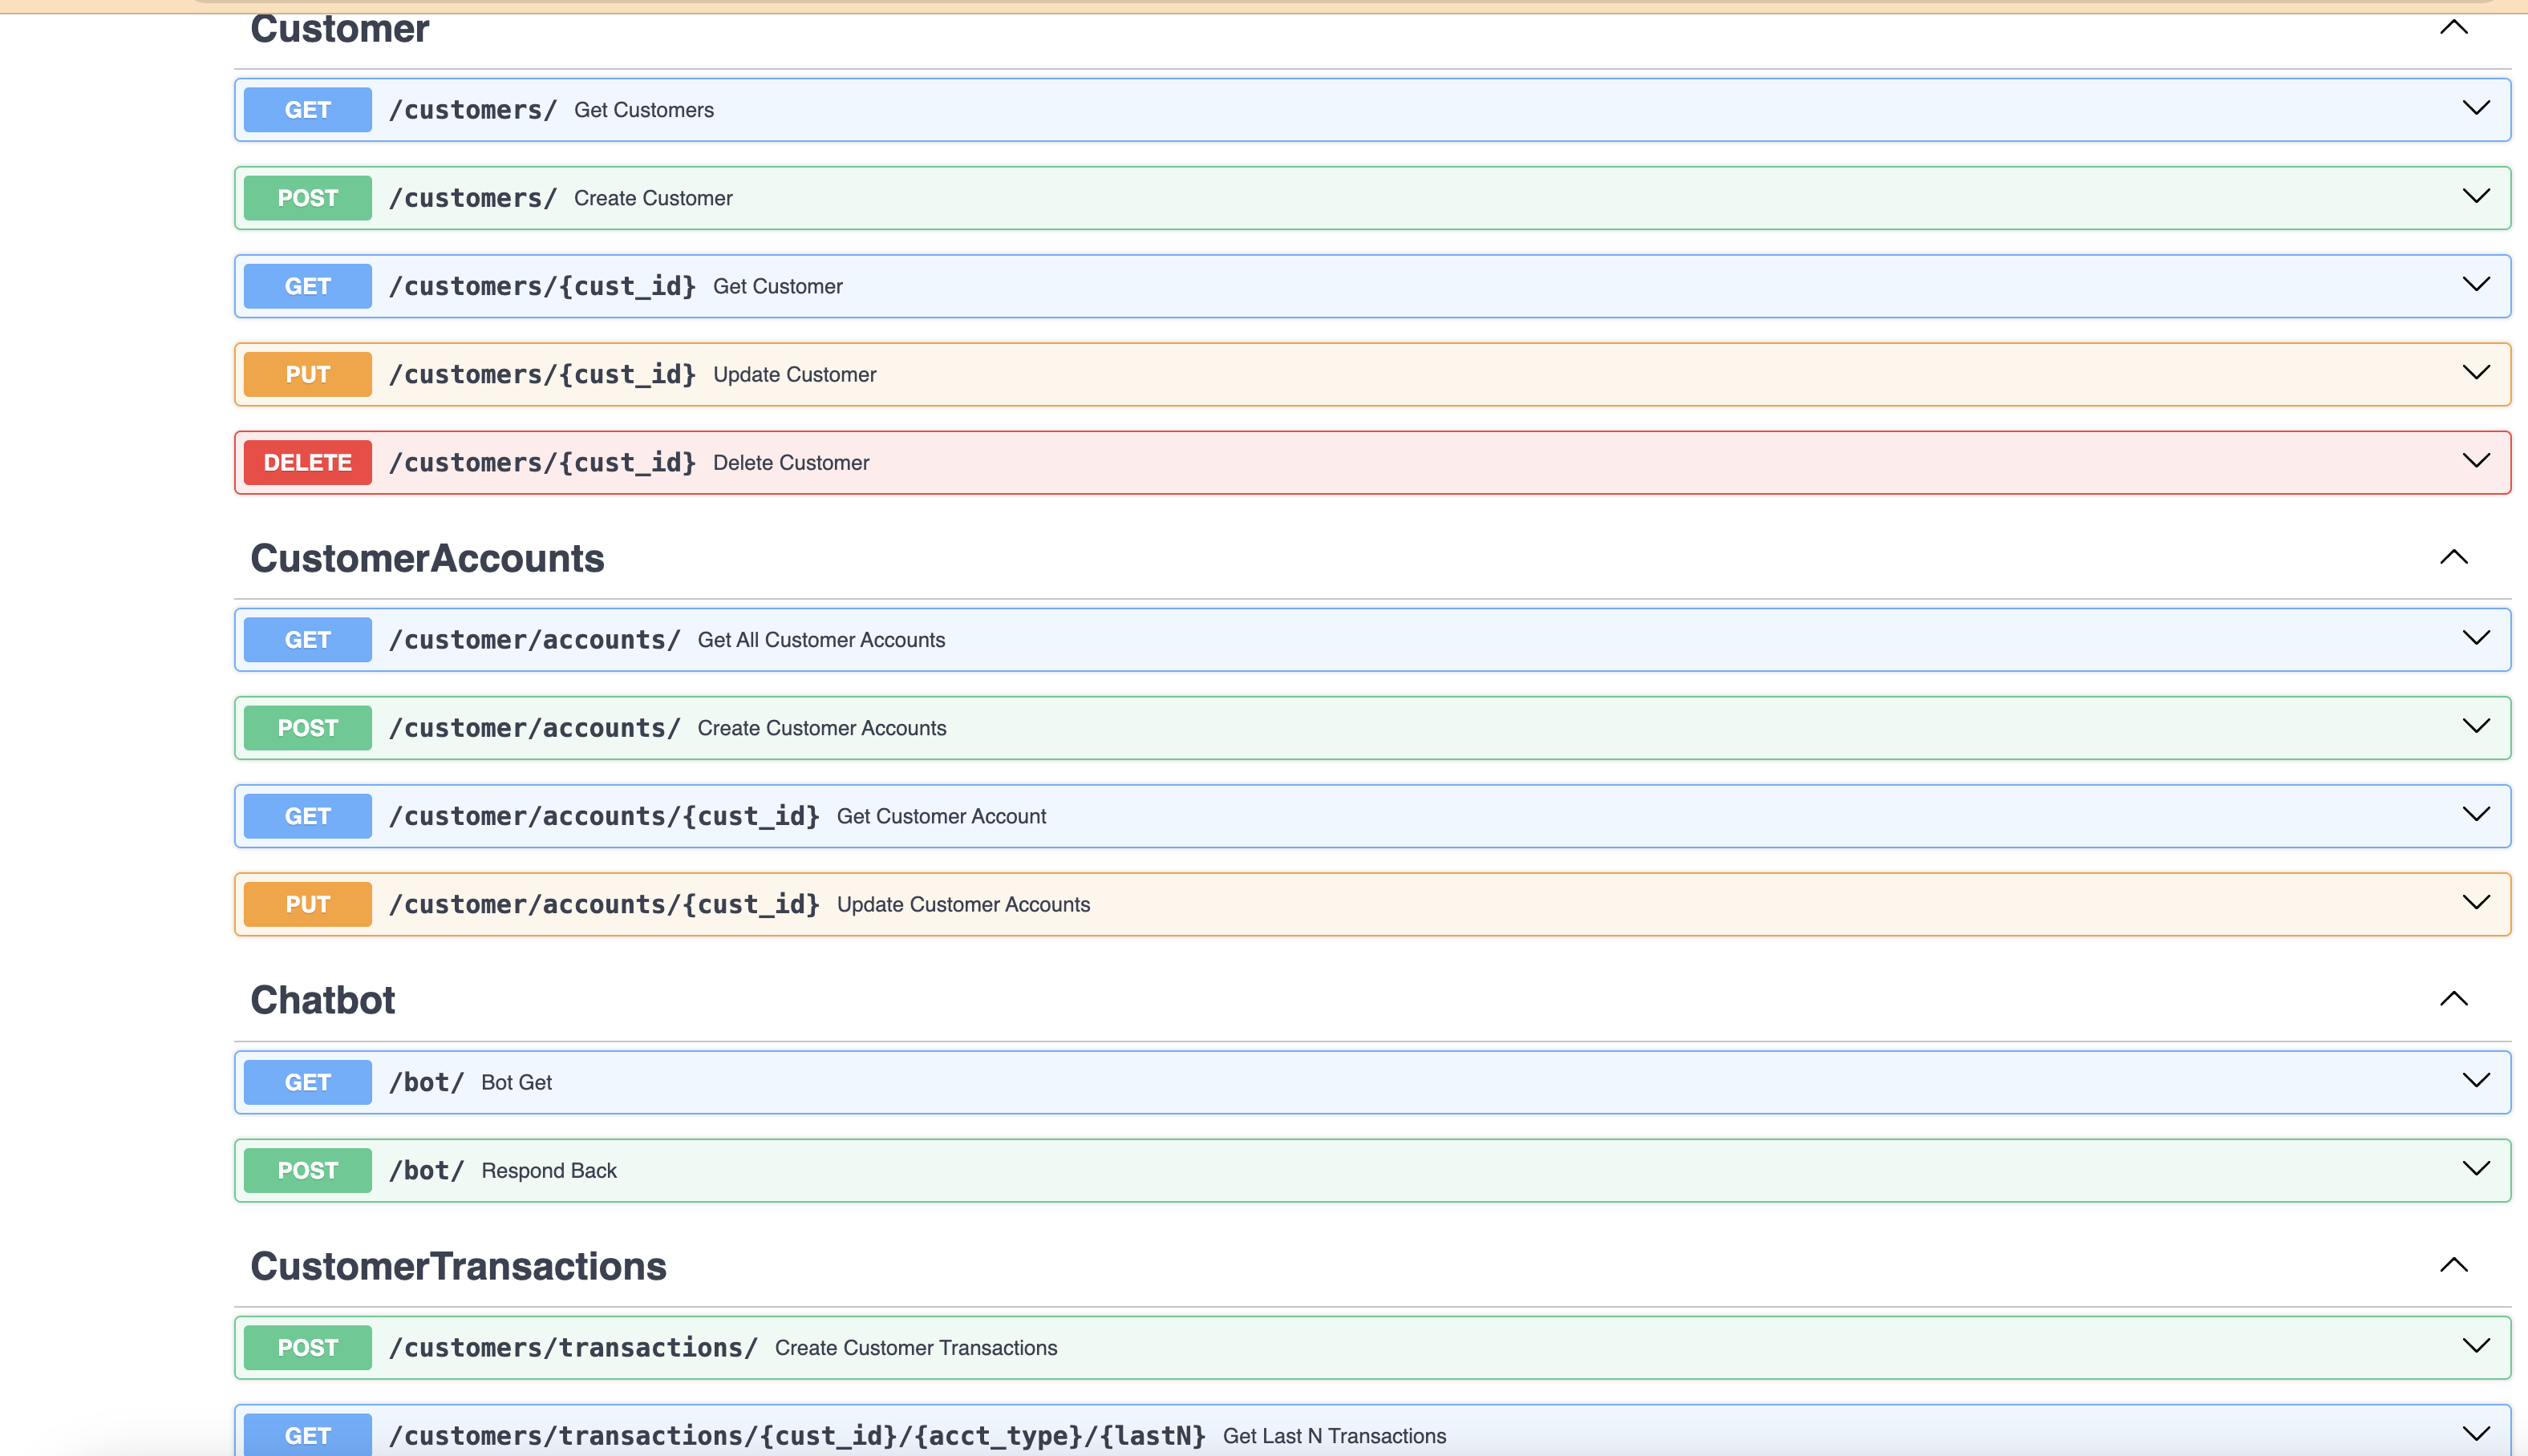 Customer
GET /customers/ Get Customers
POST /customers/ Create Customer
GET /customers/{cust_id} Get Customer
PUT /customers/{cust_id} Update Customer
DELETE /customers/{cust_id} Delete Customer
CustomerAccounts
GET /customer/accounts/ Get All Customer Accounts
POST /customer/accounts/ Create Customer Accounts
GET /customer/accounts/{cust_id} Get Customer Account
PUT /customer/accounts/{cust_id} Update Customer Accounts
Chatbot
GET /bot/ Bot Get
POST /bot/ Respond Back
CustomerTransactions
POST /customers/transactions/ Create Customer Transactions
GET /customers/transactions/{cust_id}/{acct_type}/{lastN} Get Last N Transactions